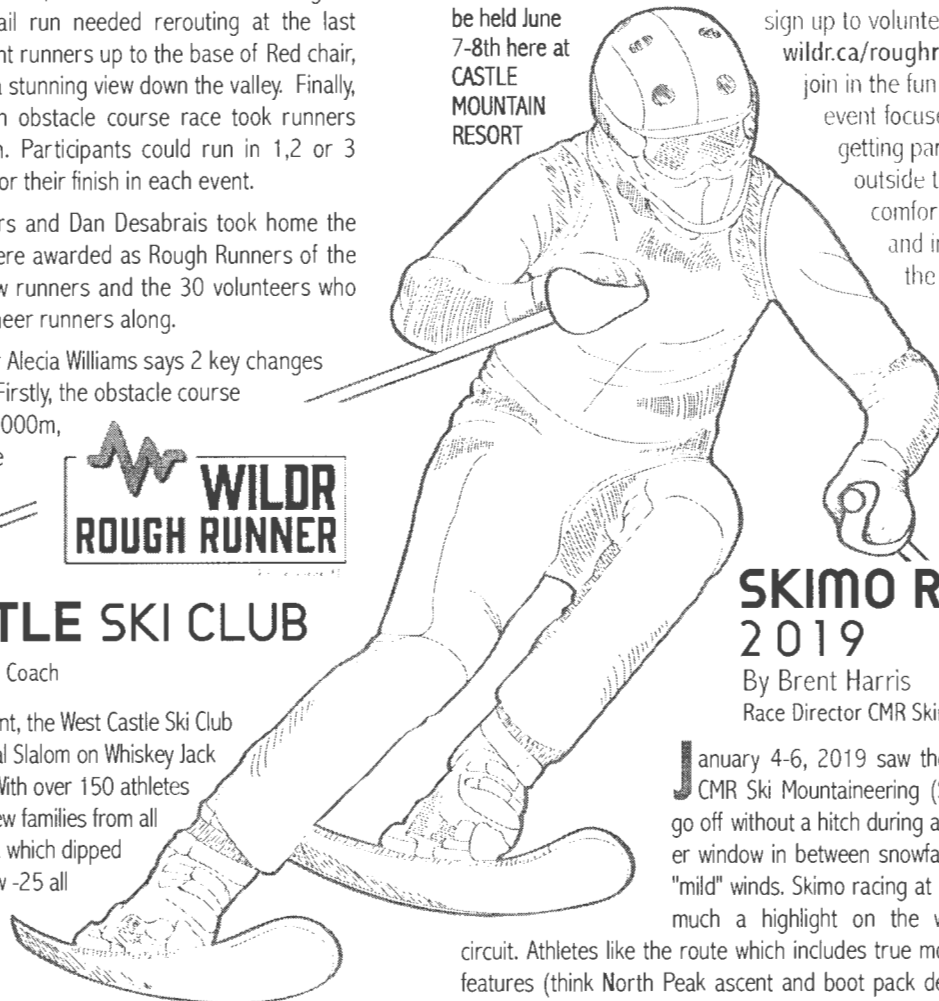 ail run needed rerouting at the last
nt runners up to the base of Red chair,
a stunning view down the valley. Finally,
n obstacle course race took runners
n. Participants could run in 1,2 or 3
or their finish in each event.
rs and Dan Desabrais took home the
ere awarded as Rough Runners of the
w runners and the 30 volunteers who
heer runners along.
r Alecia Williams says 2 key changes
Firstly, the obstacle course
000m,
e
WILDR
ROUGH RUNNER
be held June
7-8th here at
CASTLE
MOUNTAIN
RESORT
sign up to volunte
wildr.ca/roughr
join in the fun
event focuse
getting par
outside t
comfor
and i
the
TLE SKI CLUB
Coach
nt, the West Castle Ski Club
al Slalom on Whiskey Jack
With over 150 athletes
ew families from all
, which dipped
w -25 all
SKIMO R
2019
By Brent Harris
Race Director CMR Ski
January 4-6, 2019 saw the
CMR Ski Mountaineering (
go off without a hitch during a
er window in between snowfa
"mild" winds. Skimo racing at
much a highlight on the w
circuit. Athletes like the route which includes true mo
features (think North Peak ascent and boot pack de